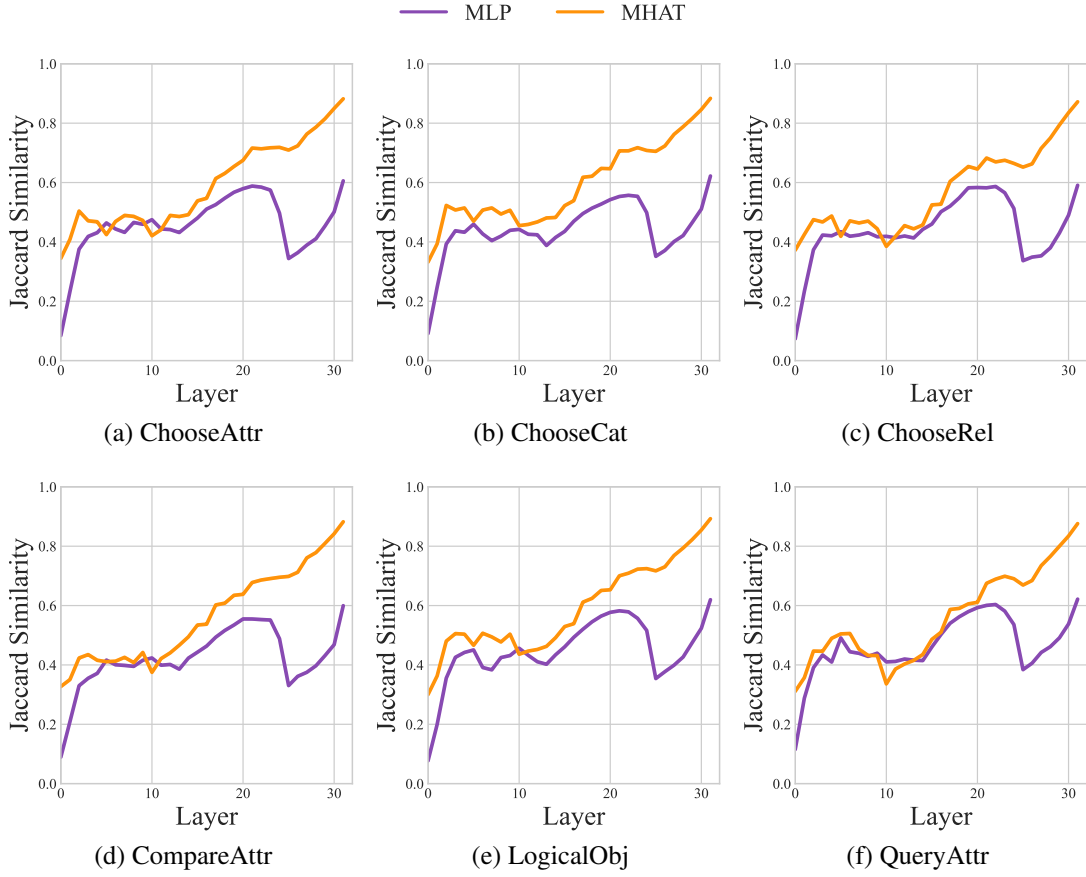 MLP MHAT
1.0
0.8
0.6
0.4
0.2
0.0
Jaccard Similarity
0 10 20 30
Layer
(a) ChooseAttr
1.0
0.8
0.6
0.4
0.2
0.0
Jaccard Similarity
0 10 20 30
Layer
(b) ChooseCat
1.0
0.8
0.6
0.4
0.2
0.0
Jaccard Similarity
0 10 20 30
Layer
(c) ChooseRel
1.0
0.8
0.6
0.4
0.2
0.0
Jaccard Similarity
0 10 20 30
Layer
(d) CompareAttr
1.0
0.8
0.6
0.4
0.2
0.0
Jaccard Similarity
0 10 20 30
Layer
(e) LogicalObj
1.0
0.8
0.6
0.4
0.2
0.0
Jaccard Similarity
0 10 20 30
Layer
(f) QueryAttr